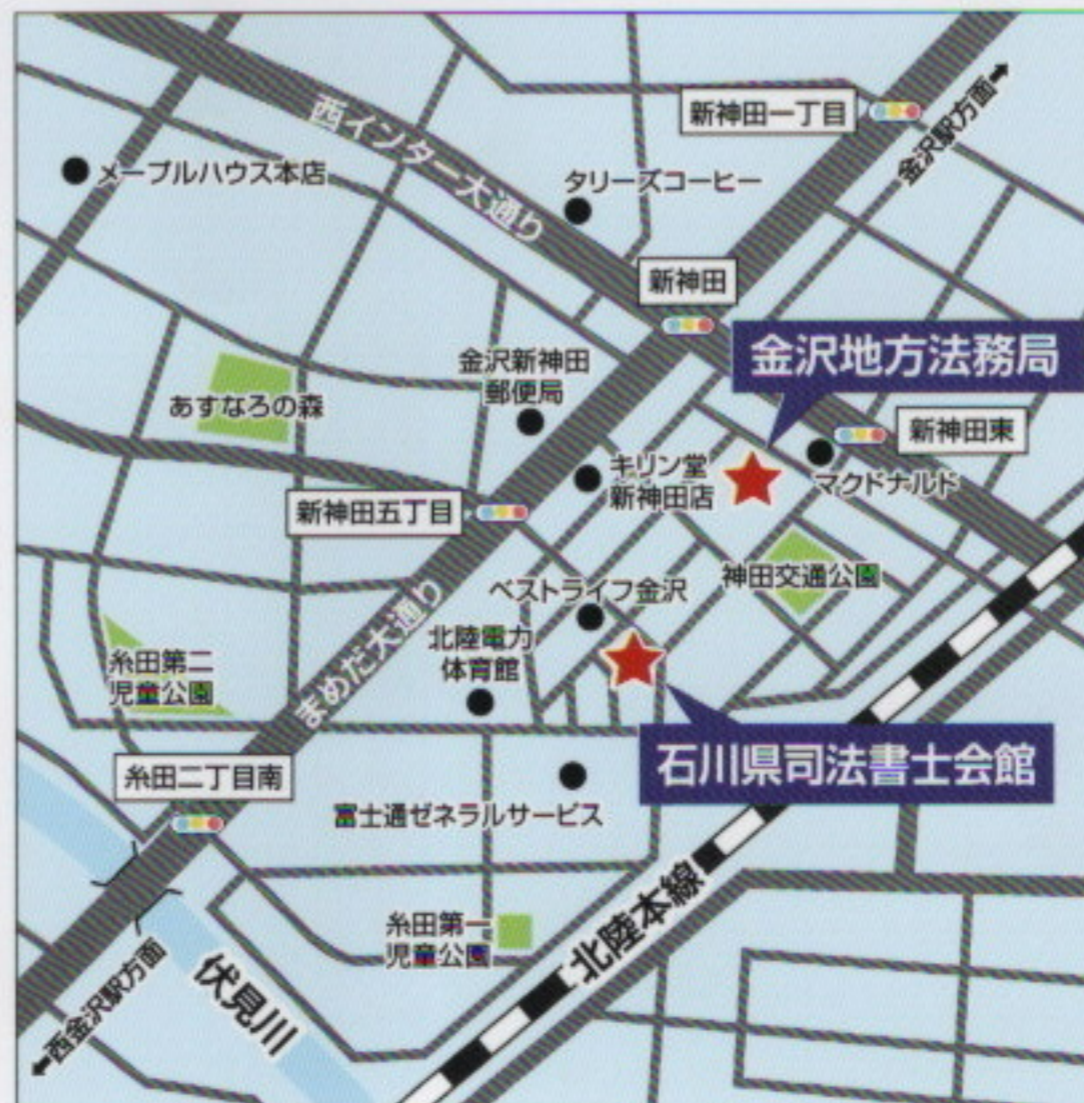 新神田一丁目
金沢駅方面
西インター大通り
メープルハウス本店
タリーズコーヒー
新神田
金沢地方法務局
金沢新神田
郵便局
あすなろの森
新神田東
キリン堂
新神田店
マクドナルド
新神田五丁目
神田交通公園
ベストライフ金沢
まめだ大通り
北陸電力
体育館
糸田第二
児童公園
石川県司法書士会館
糸田二丁目南
富士通ゼネラルサービス
北陸本線
糸田第一
児童公園
伏見川
西金沢駅方面